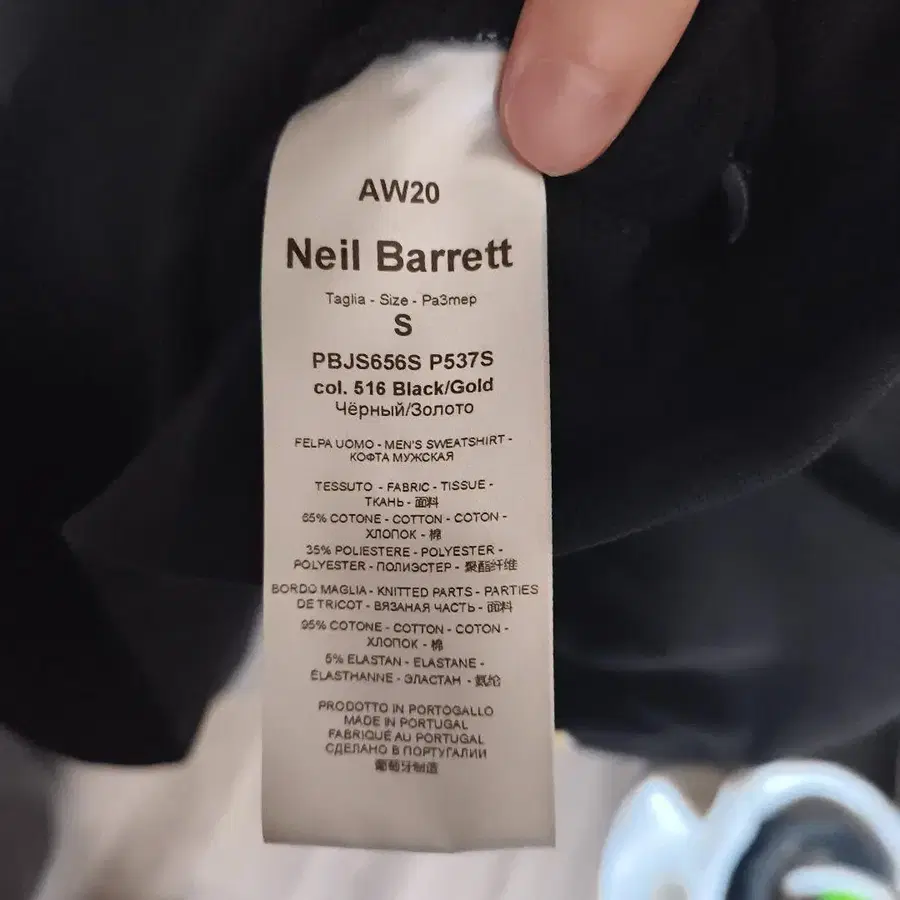 AW20
Neil Barrett
Taglia - Size - Pa3mep
S
PBJS656S P537S
col. 516 Black/Gold
Чёрный/Золото
FELPA UOMO - MEN'S SWEATSHIRT -
КОФТА МУЖСКАЯ
TESSUTO - FABRIC - TISSUE -
ТКАНЬ - 面料
65% COTONE - COTTON - COTON -
ХЛОПОК - 棉
35% POLIESTERE - POLYESTER -
POLYESTER - ПОЛИЭСТЕР - 聚酯纤维
BORDO MAGLIA - KNITTED PARTS - PARTIES
DE TRICOT - ВЯЗАНАЯ ЧАСТЬ - 面料
95% COTONE - COTTON - COTON -
ХЛОПОК - 棉
5% ELASTAN - ELASTANE -
ÉLASTHANNE - ЭЛАСТАН - 氨纶
PRODOTTO IN PORTOGALLO
MADE IN PORTUGAL
FABRIQUÉ AU PORTUGAL
СДЕЛАНО В ПОРТУГАЛИИ
葡萄牙制造